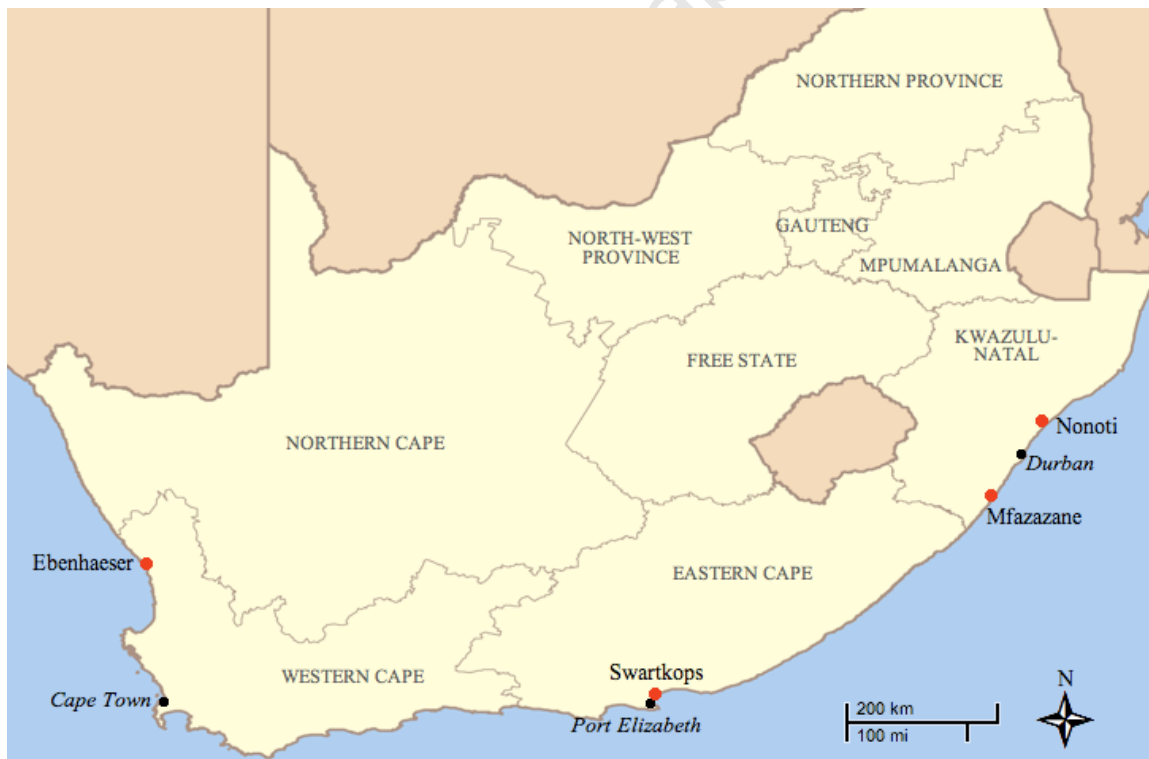 NORTHERN PROVINCE
GAUTENG
NORTH-WEST
PROVINCE
MPUMALANGA
KWAZULU-
NATAL
FREE STATE
Nonoti
NORTHERN CAPE
Durban
Mfazazane
Ebenhaeser
EASTERN CAPE
Swartkops
WESTERN CAPE
Cape Town
Port Elizabeth
N
200 km
100 mi